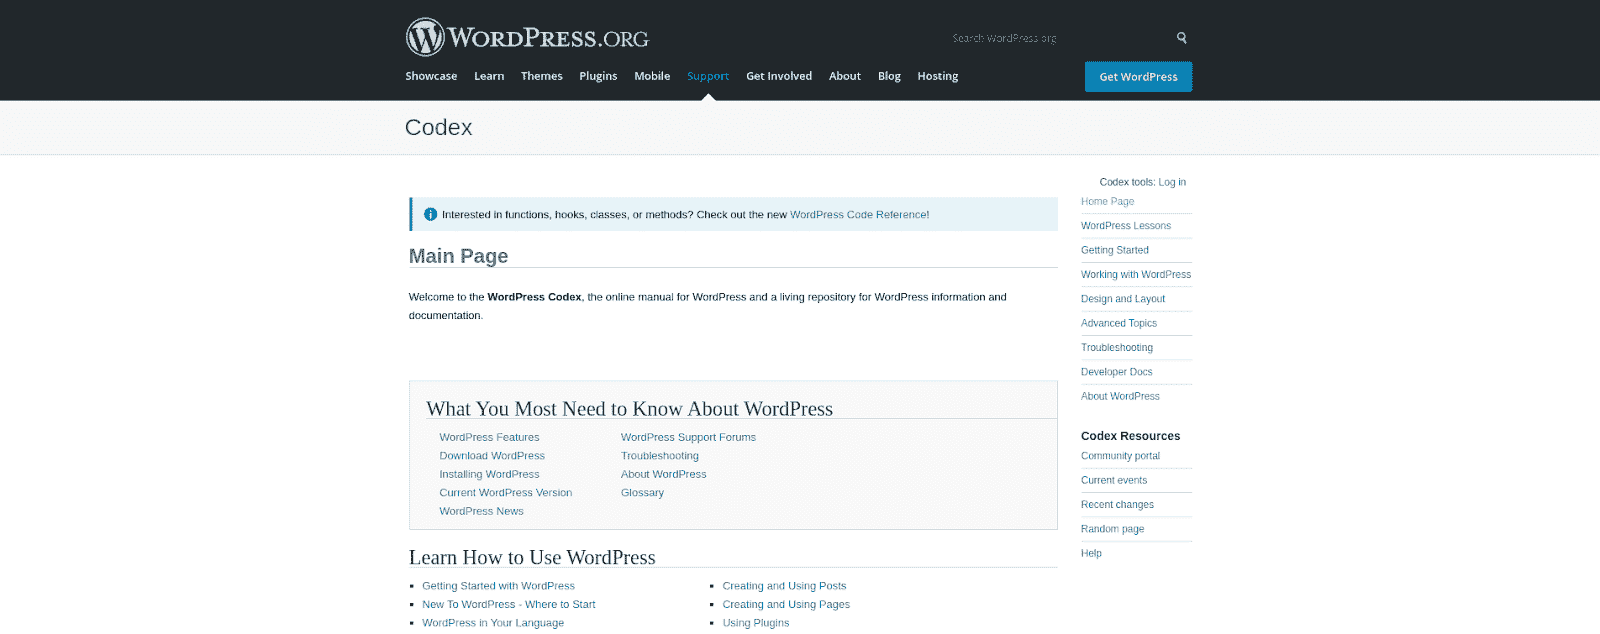 WORDPRESS.ORG
Search WordPress.org
Showcase Learn Themes Plugins Mobile Support Get Involved About Blog Hosting
Get WordPress
Codex
Interested in functions, hooks, classes, or methods? Check out the new WordPress Code Reference!
Main Page
Welcome to the WordPress Codex, the online manual for WordPress and a living repository for WordPress information and
documentation.
What You Most Need to Know About WordPress
WordPress Features
Download WordPress
Installing WordPress
Current WordPress Version
WordPress News
WordPress Support Forums
Troubleshooting
About WordPress
Glossary
Learn How to Use WordPress
Getting Started with WordPress
New To WordPress - Where to Start
WordPress in Your Language
Creating and Using Posts
Creating and Using Pages
Using Plugins
Codex tools: Log in
Home Page
WordPress Lessons
Getting Started
Working with WordPress
Design and Layout
Advanced Topics
Troubleshooting
Developer Docs
About WordPress
Codex Resources
Community portal
Current events
Recent changes
Random page
Help